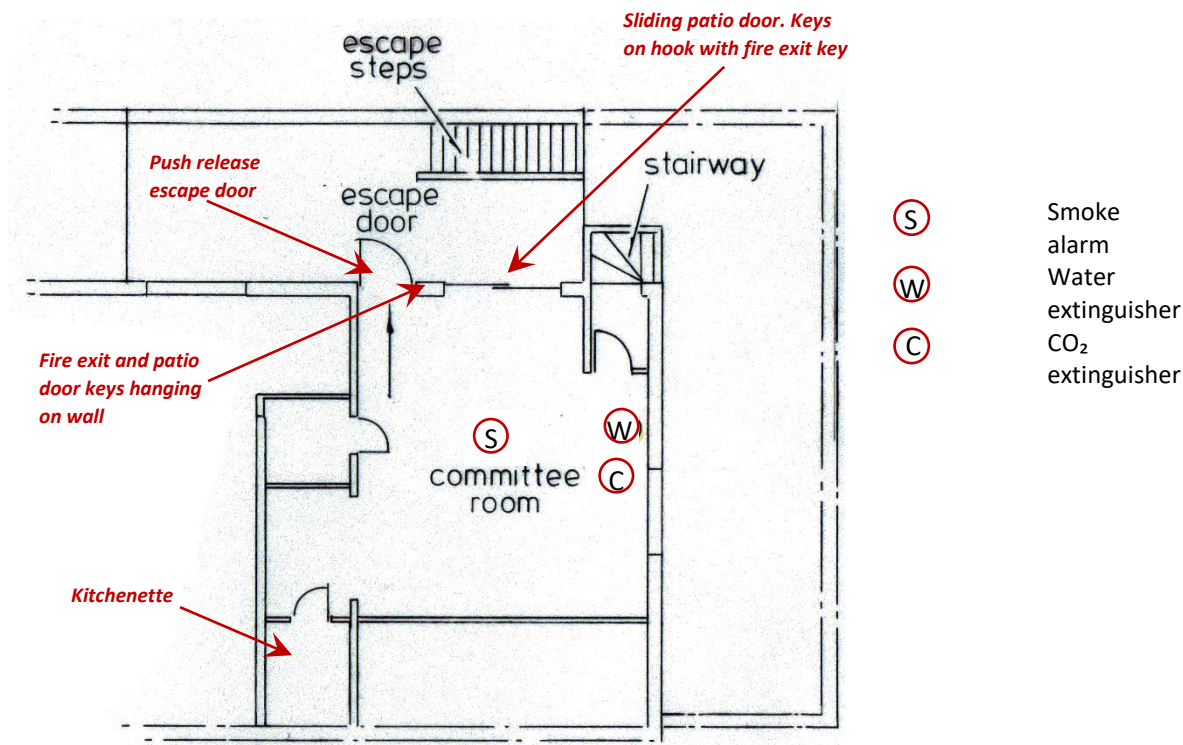 Sliding patio door. Keys
on hook with fire exit key
escape
steps
Push release
escape door
stairway
escape
door
Fire exit and patio
door keys hanging
on wall
S
W
C
committee
room
Kitchenette
S
Smoke
alarm
W
Water
extinguisher
C
CO₂
extinguisher